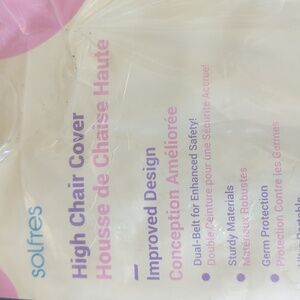 solfres
High Chair Cover
Housse de Chaise Haute
Improved Design
Conception Améliorée
Dual-Belt for Enhanced Safety!
Double Ceinture pour une Sécurité Accrue!
Sturdy Materials
Matériaux Robustes
Germ Protection
Protection Contre les Germes